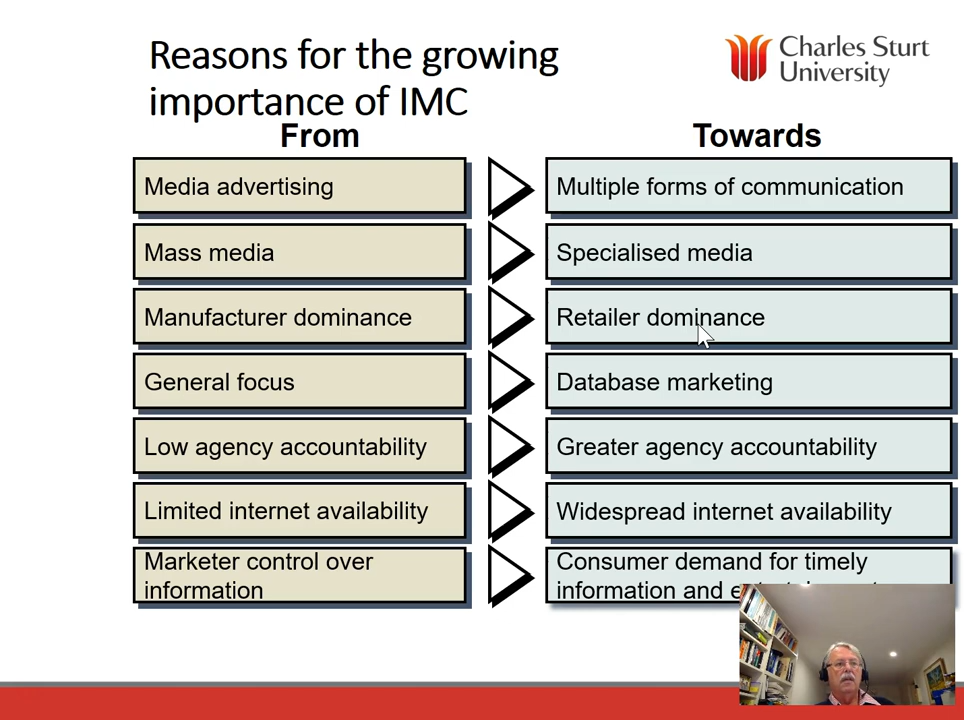 Reasons for the growing
importance of IMC
Charles Sturt
University
From
Towards
Media advertising
Multiple forms of communication
Mass media
Specialised media
Manufacturer dominance
Retailer dominance
General focus
Database marketing
Low agency accountability
Greater agency accountability
Limited internet availability
Widespread internet availability
Marketer control over
information
Consumer demand for timely
information and